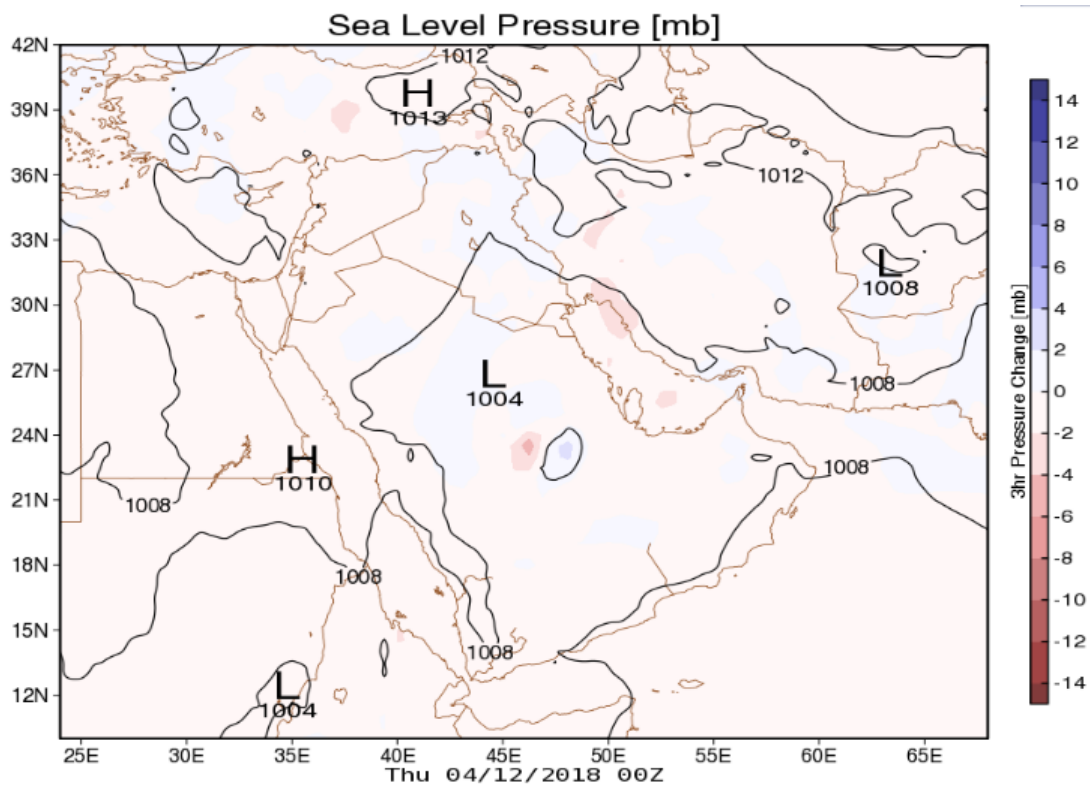 Sea Level Pressure [mb]
42N
39N
36N
33N
30N
27N
24N
21N
18N
15N
12N
1012
H
1013
1012
L
1008
L
1004
1008
H
1010
1008
1008
1008
1008
L
1004
25E 30E 35E 40E 45E 50E 55E 60E 65E
Thu 04/12/2018 00Z
14
12
10
8
6
4
2
0
-2
-4
-6
-8
-10
-12
-14
3hr Pressure Change [mb]